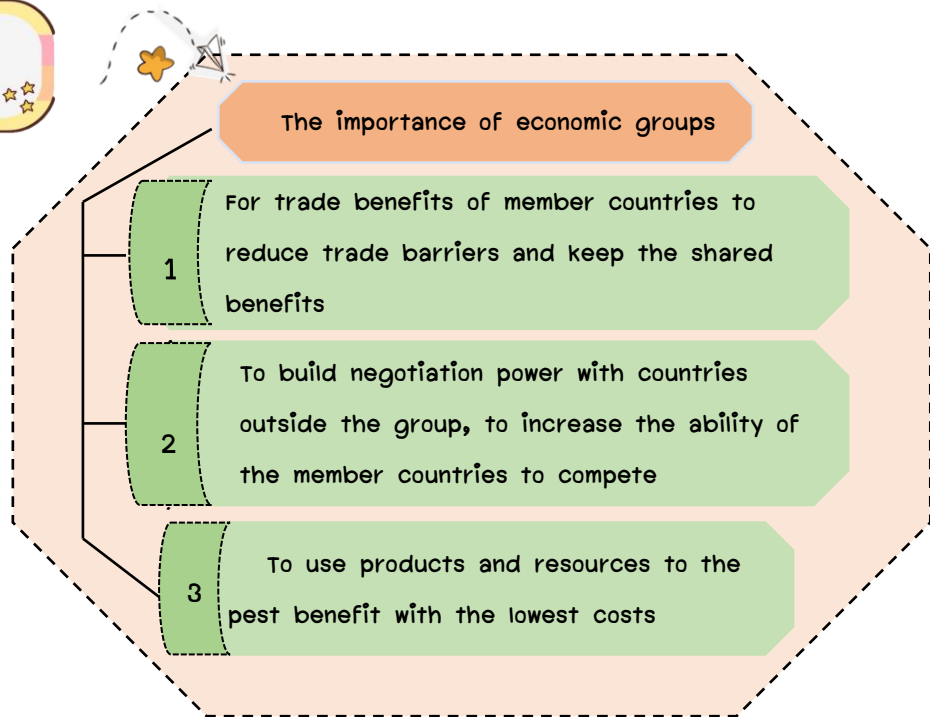 The importance of economic groups
1
For trade benefits of member countries to
reduce trade barriers and keep the shared
benefits
2
To build negotiation power with countries
outside the group, to increase the ability of
the member countries to compete
3
To use products and resources to the
pest benefit with the lowest costs